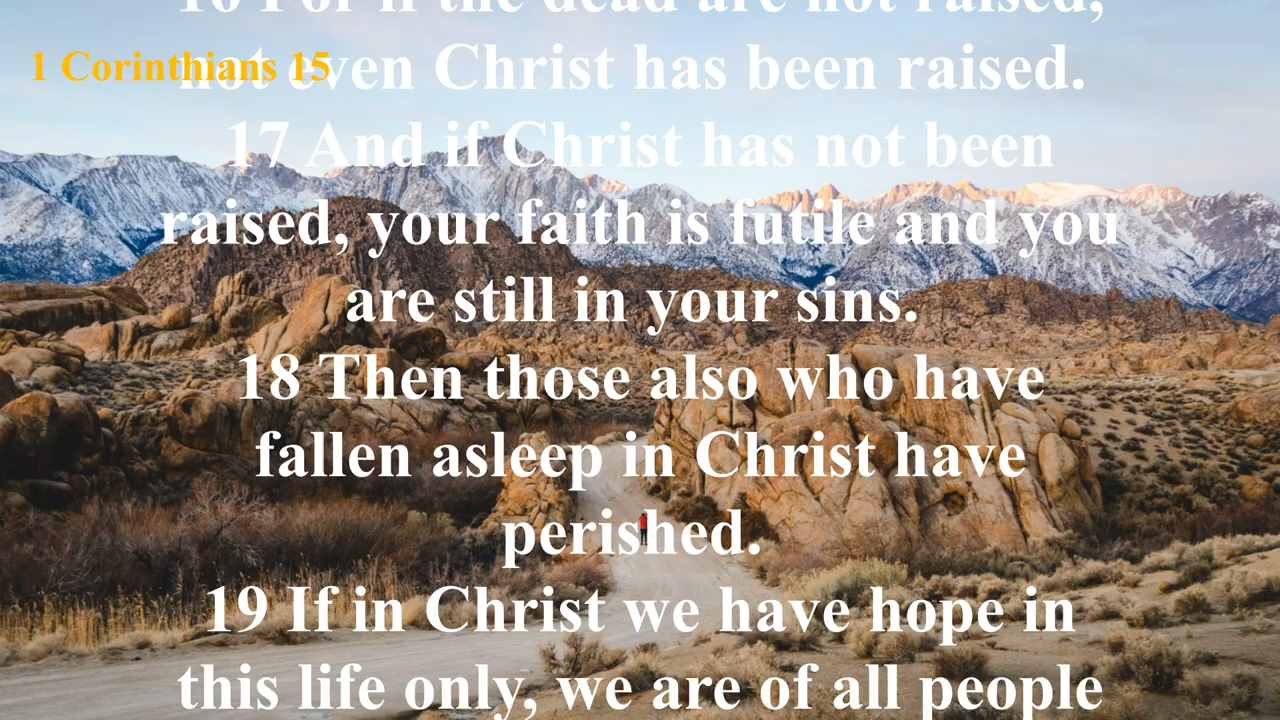 16 For if the dead are not raised,
1 Corinthians 15
not even Christ has been raised.
17 And if Christ has not been
raised, your faith is futile and you
are still in your sins.
18 Then those also who have
fallen asleep in Christ have
perished.
19 If in Christ we have hope in
this life only, we are of all people